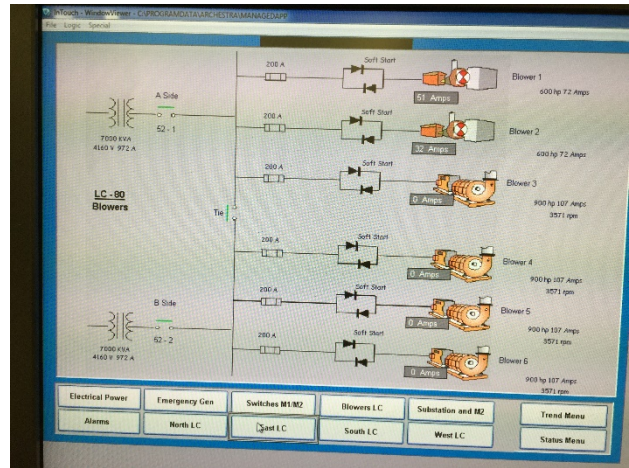 InTouch - WindowViewer - C:\PROGRAMDATA\ARCHESTRA\MANAGEDAPP
File Logic Special
200 A
Soft Start
51 Amps
Blower 1
600 hp 72 Amps
A Side
52 - 1
7000 KVA
4160 V 972 A
200 A
Soft Start
32 Amps
Blower 2
600 hp 72 Amps
200 A
Soft Start
0 Amps
Blower 3
900 hp 107 Amps
3571 rpm
LC - 80
Blowers
Tie
200 A
Soft Start
0 Amps
Blower 4
900 hp 107 Amps
3571 rpm
B Side
52 - 2
7000 KVA
4160 V 972 A
200 A
Soft Start
0 Amps
Blower 5
900 hp 107 Amps
3571 rpm
200 A
Soft Start
0 Amps
Blower 6
900 hp 107 Amps
3571 rpm
Electrical Power
Emergency Gen
Switches M1/M2
Blowers LC
Substation and M2
Trend Menu
Alarms
North LC
East LC
South LC
West LC
Status Menu